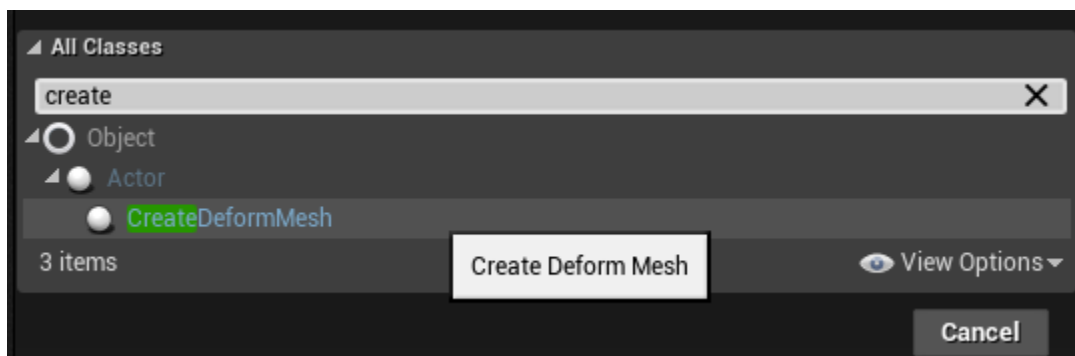 All Classes
create
Object
Actor
CreateDeformMesh
3 items
Create Deform Mesh
View Options
Cancel